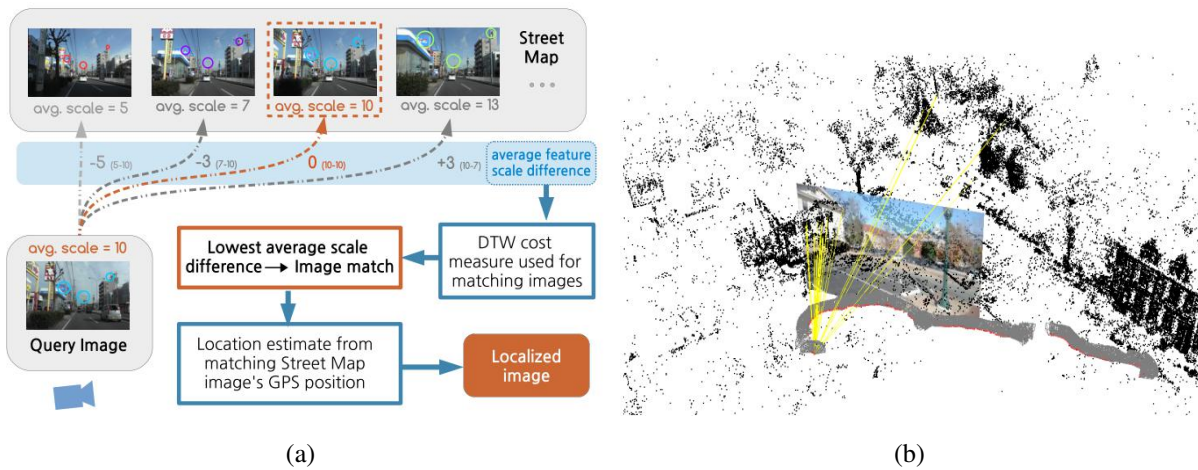 Street
Map
...
avg. scale = 5
avg. scale = 7
avg. scale = 10
avg. scale = 13
-5 (5-10)
-3 (7-10)
0 (10-10)
+3 (10-7)
average feature
scale difference
avg. scale = 10
Query Image
Lowest average scale
difference → Image match
DTW cost
measure used for
matching images
Location estimate from
matching Street Map
image's GPS position
Localized
image
(a)
(b)